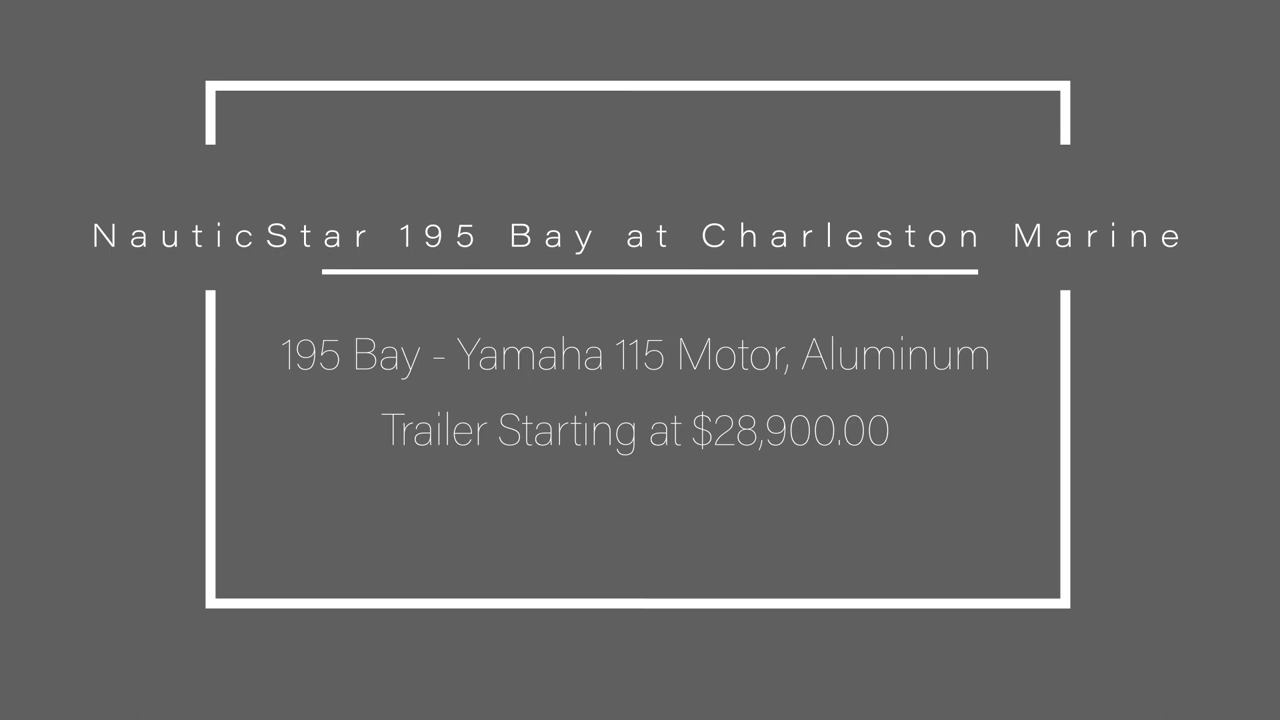 NauticStar 195 Bay at Charleston Marine
195 Bay - Yamaha 115 Motor, Aluminum
Trailer Starting at $28,900.00